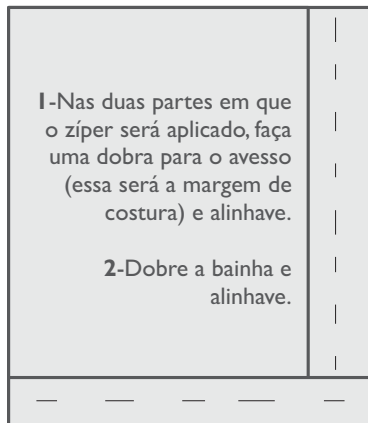 1-Nas duas partes em que
o zíper será aplicado, faça
uma dobra para o avesso
(essa será a margem de
costura) e alinhave.
2-Dobre a bainha e
alinhave.